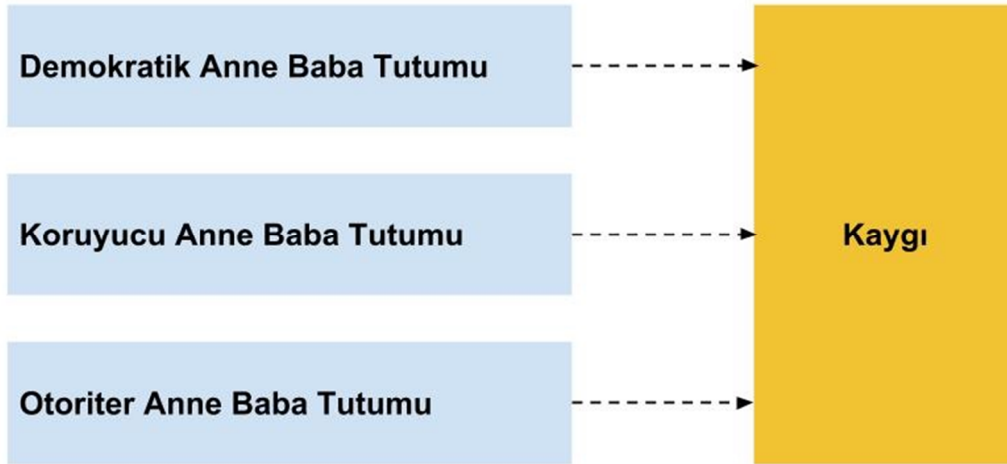 Demokratik Anne Baba Tutumu
Koruyucu Anne Baba Tutumu
Kaygı
Otoriter Anne Baba Tutumu